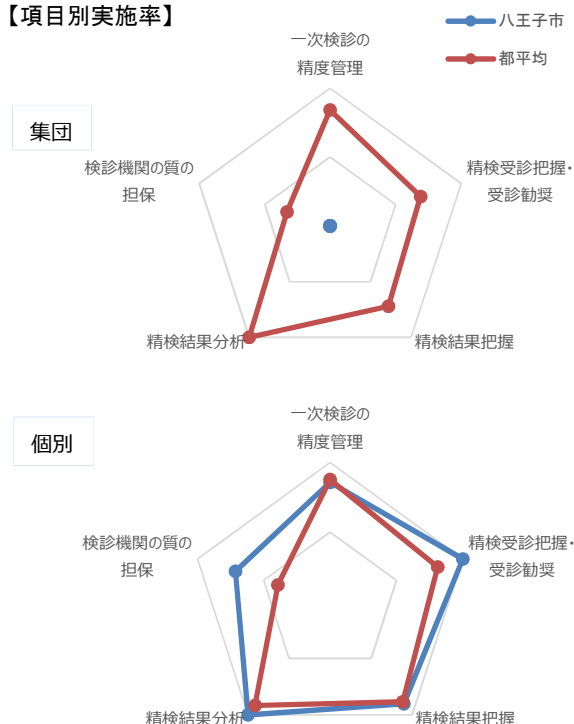 【項目別実施率】
八王子市
都平均
集団
一次検診の
精度管理
精検受診把握・
受診勧奨
精検結果把握
精検結果分析
検診機関の質の
担保
個別
一次検診の
精度管理
精検受診把握・
受診勧奨
精検結果把握
精検結果分析
検診機関の質の
担保